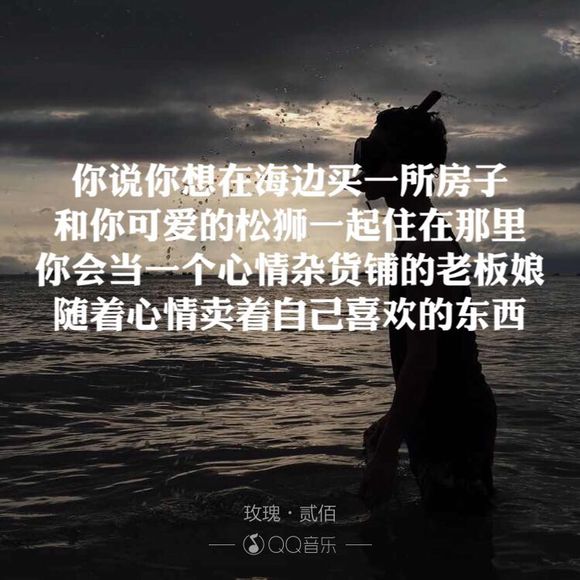 你说你想在海边买一所房子
和你可爱的松狮一起住在那里
你会当一个心情杂货铺的老板娘
随着心情卖着自己喜欢的东西
玫瑰·贰佰
QQ音乐